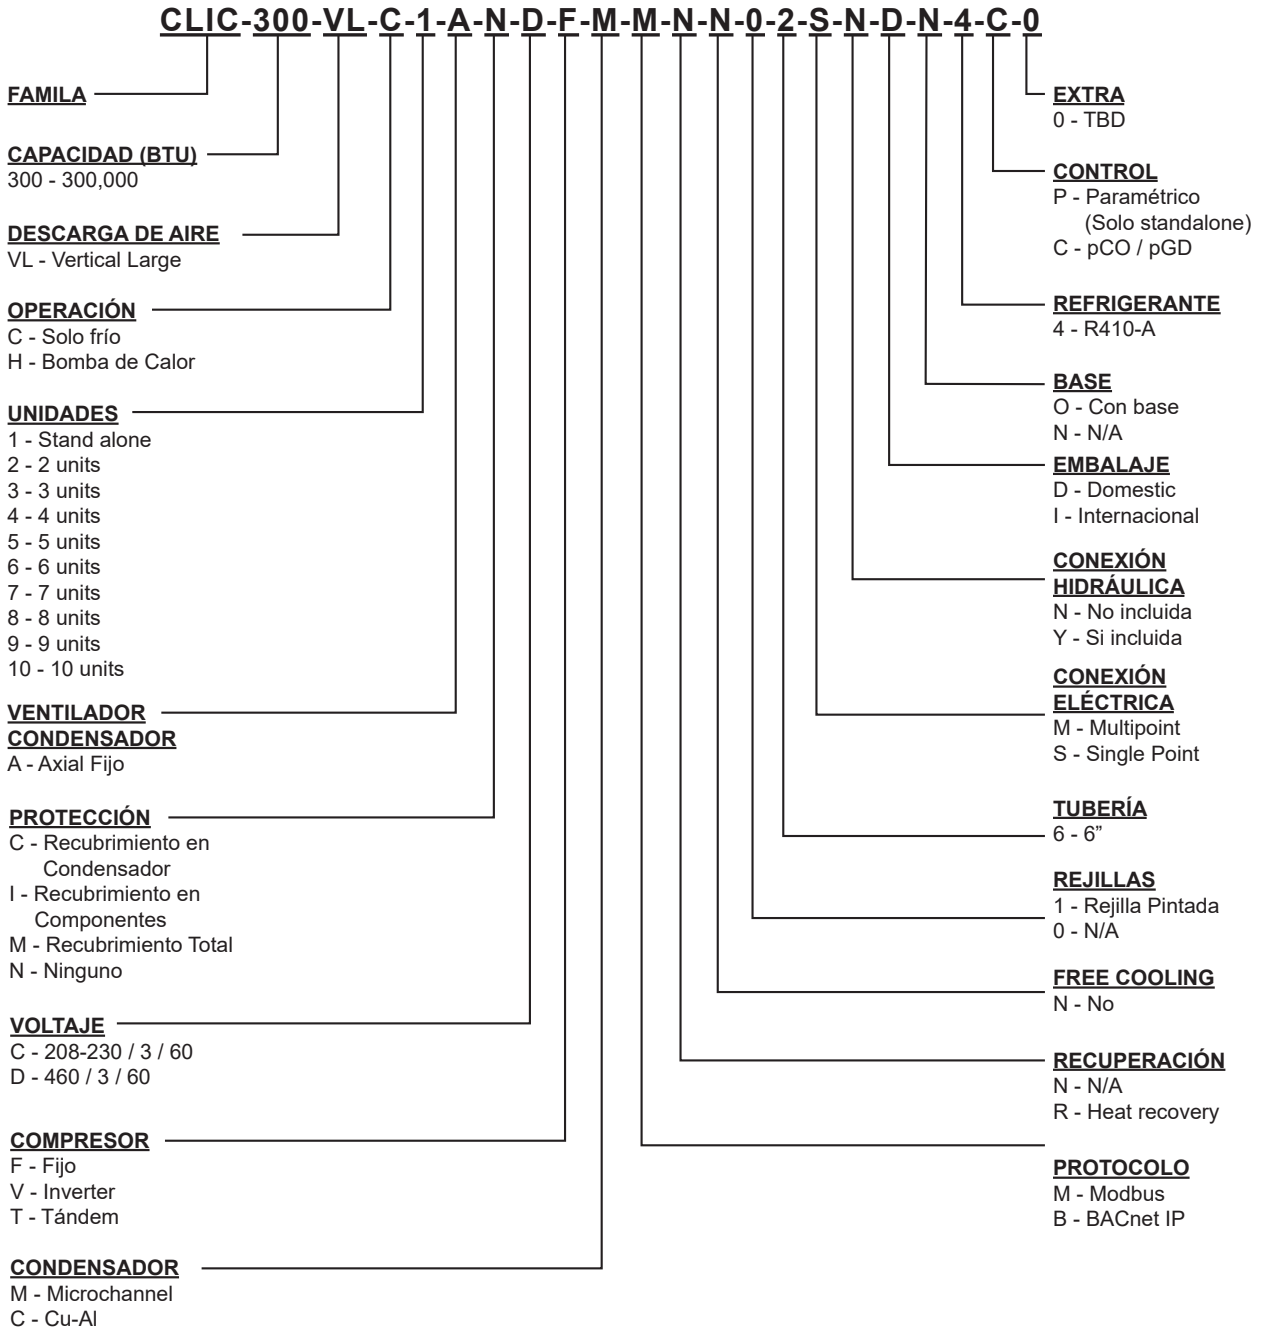 CLIC-300-VL-C-1-A-N-D-F-M-M-N-N-0-2-S-N-D-N-4-C-0
FAMILA
CAPACIDAD (BTU)
300 - 300,000
DESCARGA DE AIRE
VL - Vertical Large
OPERACIÓN
C - Solo frío
H - Bomba de Calor
UNIDADES
1 - Stand alone
2 - 2 units
3 - 3 units
4 - 4 units
5 - 5 units
6 - 6 units
7 - 7 units
8 - 8 units
9 - 9 units
10 - 10 units
VENTILADOR
CONDENSADOR
A - Axial Fijo
PROTECCIÓN
C - Recubrimiento en
Condensador
I - Recubrimiento en
Componentes
M - Recubrimiento Total
N - Ninguno
VOLTAJE
C - 208-230 / 3 / 60
D - 460 / 3 / 60
COMPRESOR
F - Fijo
V - Inverter
T - Tándem
CONDENSADOR
M - Microchannel
C - Cu-Al
EXTRA
0 - TBD
CONTROL
P - Paramétrico
(Solo standalone)
C - pCO / pGD
REFRIGERANTE
4 - R410-A
BASE
O - Con base
N - N/A
EMBALAJE
D - Domestic
I - Internacional
CONEXIÓN
HIDRÁULICA
N - No incluida
Y - Si incluida
CONEXIÓN
ELÉCTRICA
M - Multipoint
S - Single Point
TUBERÍA
6 - 6”
REJILLAS
1 - Rejilla Pintada
0 - N/A
FREE COOLING
N - No
RECUPERACIÓN
N - N/A
R - Heat recovery
PROTOCOLO
M - Modbus
B - BACnet IP